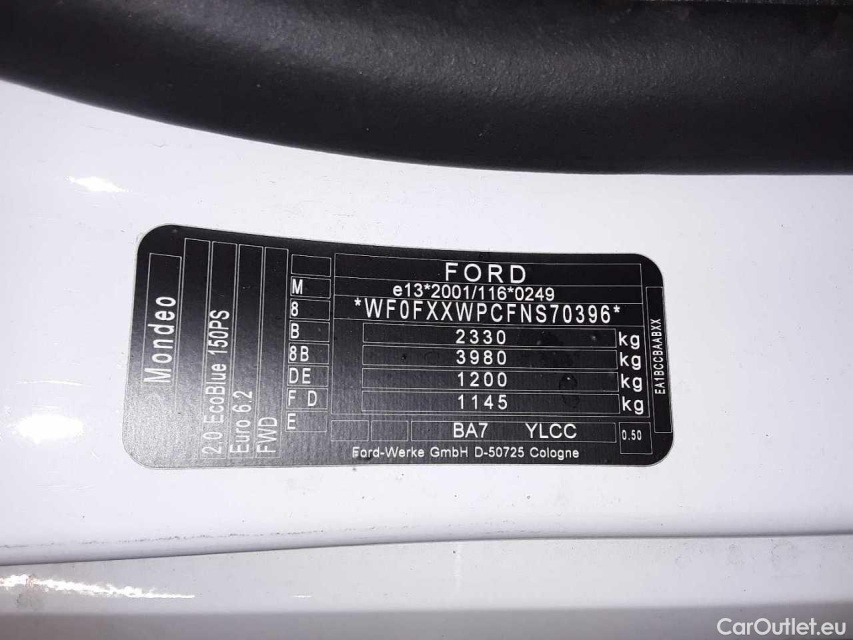 Mondeo
2.0 EcoBlue 150PS
Euro 6.2
FWD
M
8
B
8B
DE
F D
E
FORD
e13*2001/116*0249
*WF0FXXWPCFNS70396*
2330 kg
3980 kg
1200 kg
1145 kg
BA7 YLCC
0.50
EA1BCCBAABXX
Ford-Werke GmbH D-50725 Cologne
CarOutlet.eu